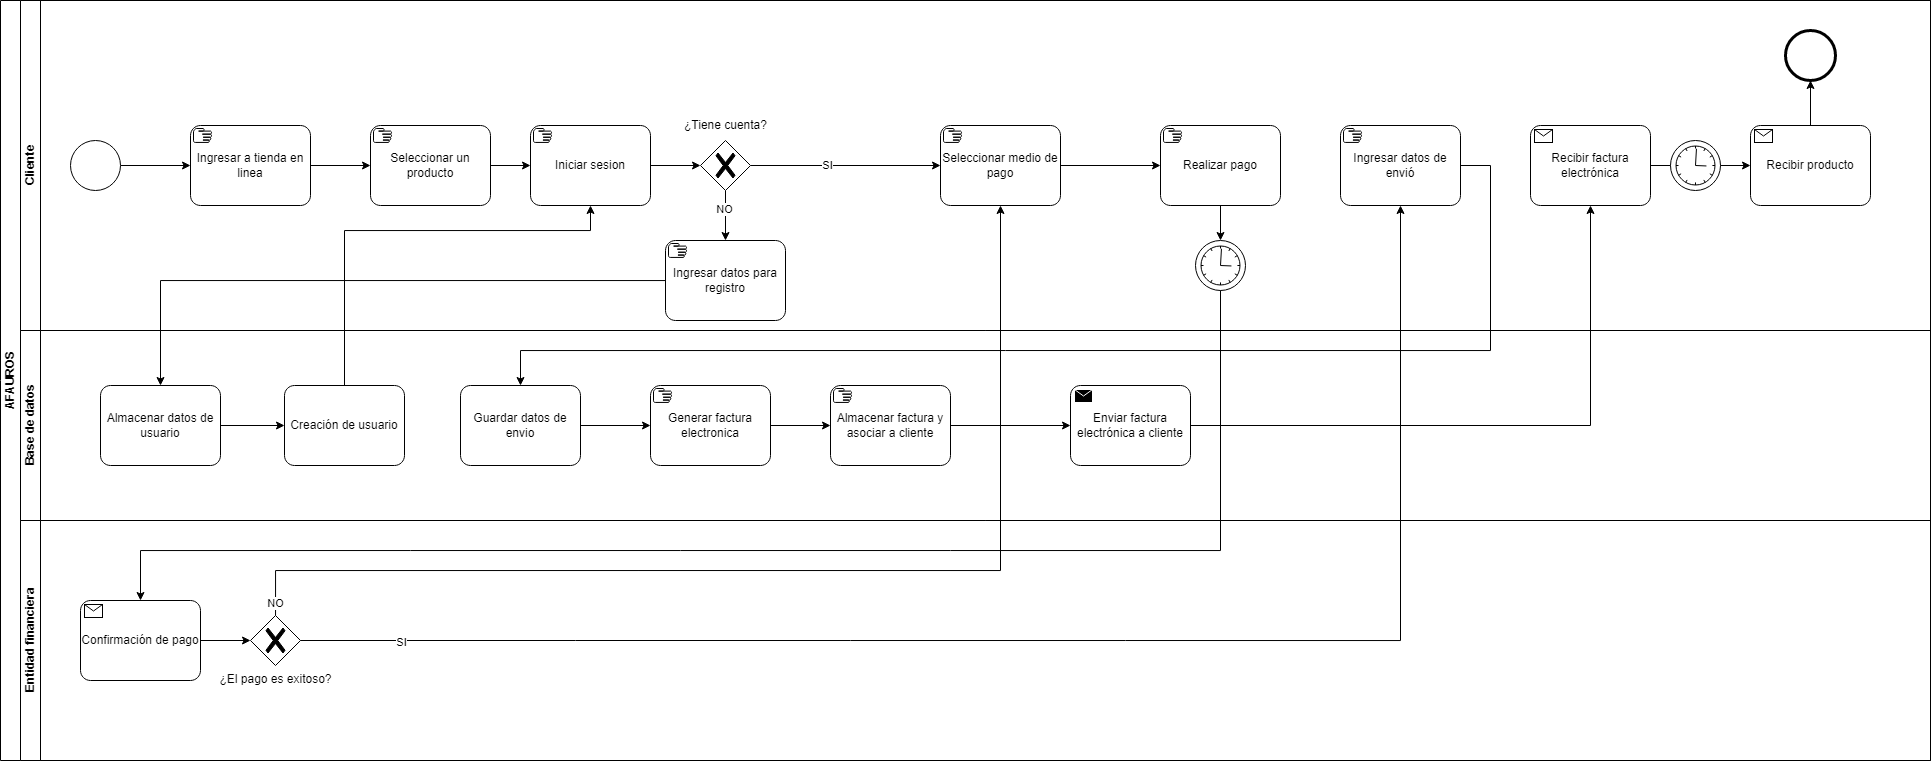 AFAUROS
Cliente
Ingresar a tienda en
linea
Seleccionar un
producto
Iniciar sesion
¿Tiene cuenta?
SI
NO
Ingresar datos para
registro
Seleccionar medio de
pago
Realizar pago
Ingresar datos de
envió
Recibir factura
electrónica
Recibir producto
Base de datos
Almacenar datos de
usuario
Creación de usuario
Guardar datos de
envio
Generar factura
electronica
Almacenar factura y
asociar a cliente
Enviar factura
electrónica a cliente
Entidad financiera
Confirmación de pago
NO
SI
¿El pago es exitoso?